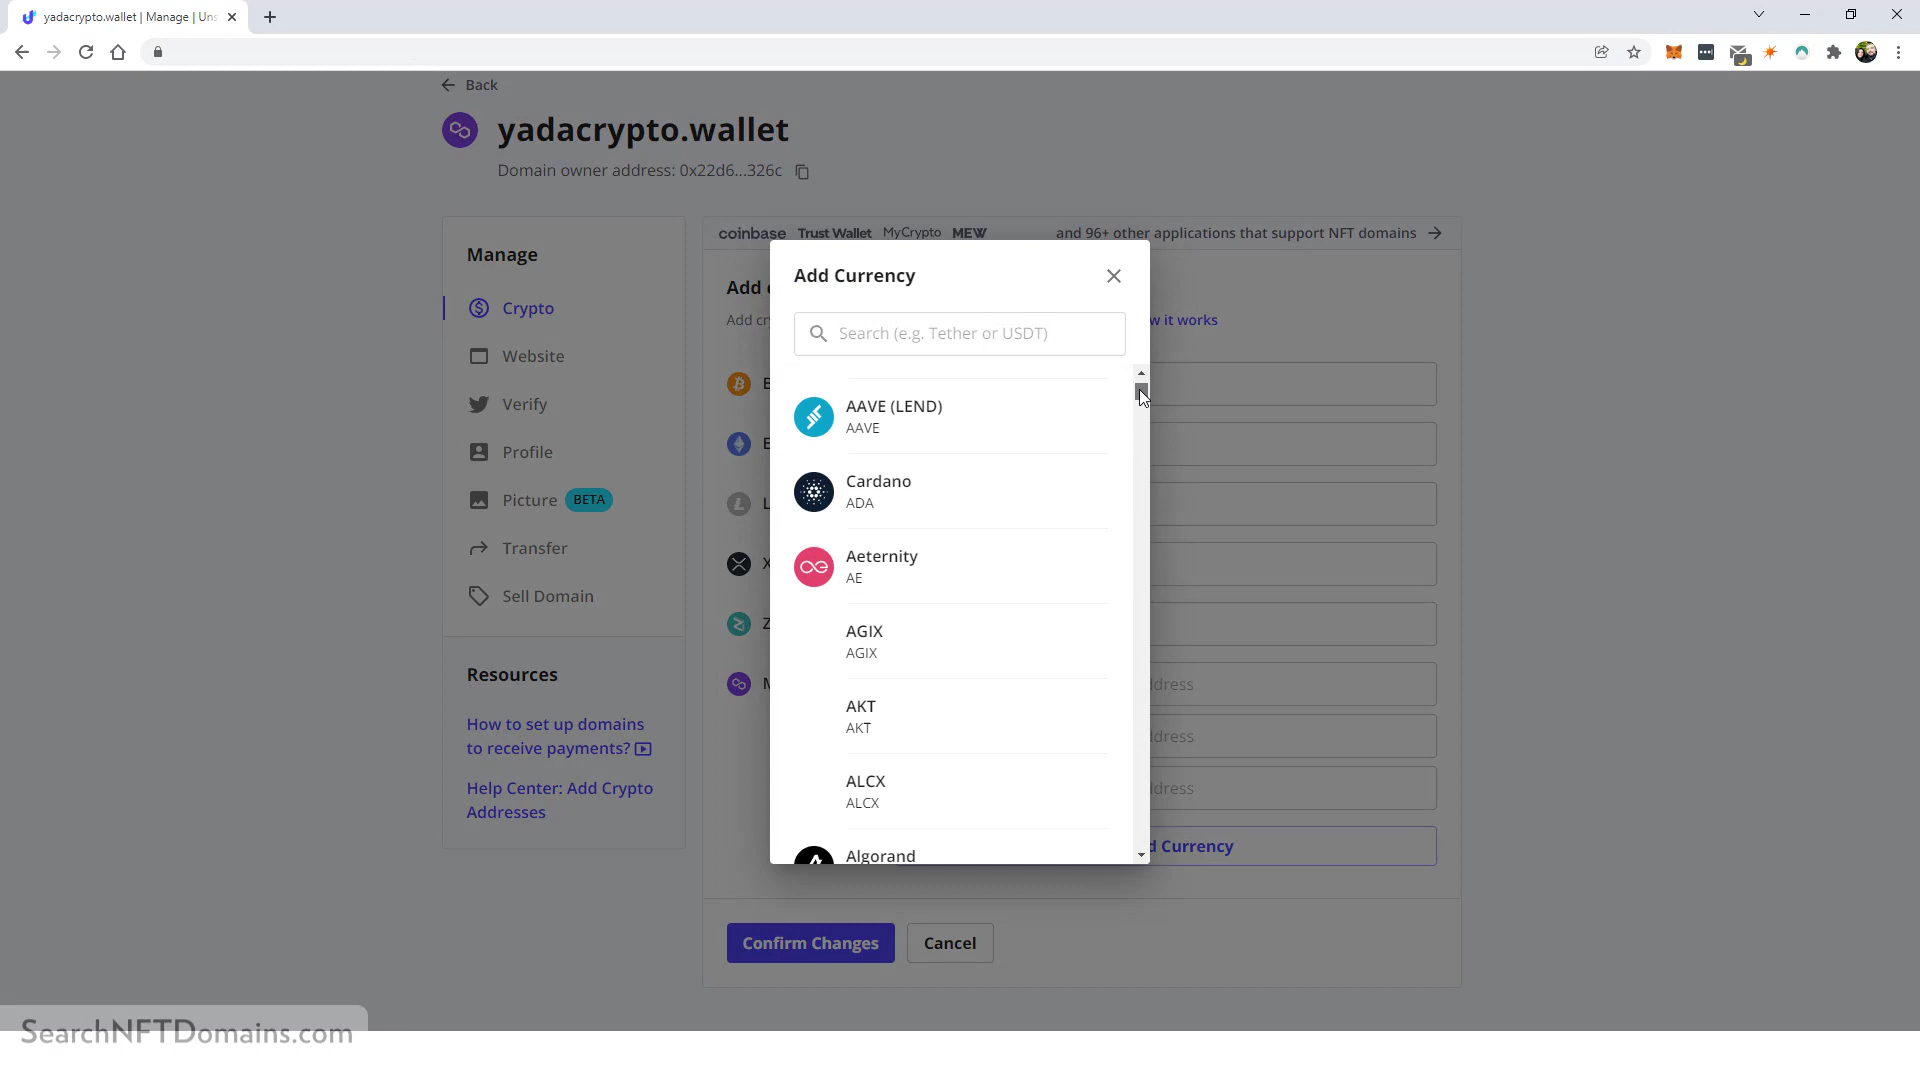 yadacrypto.wallet | Manage | Uns
Back
yadacrypto.wallet
Domain owner address: 0x22d6...326c
Manage
Crypto
Website
Verify
Profile
Picture BETA
Transfer
Sell Domain
Resources
How to set up domains
to receive payments?
Help Center: Add Crypto
Addresses
coinbase Trust Wallet MyCrypto MEW and 96+ other applications that support NFT domains
Add
Add
w it works
Add Currency
Search (e.g. Tether or USDT)
AAVE (LEND)
AAVE
Cardano
ADA
Aeternity
AE
AGIX
AGIX
AKT
AKT
ALCX
ALCX
Algorand
B
E
L
X
Z
M
dress
dress
dress
d Currency
Confirm Changes Cancel
SearchNFTDomains.com